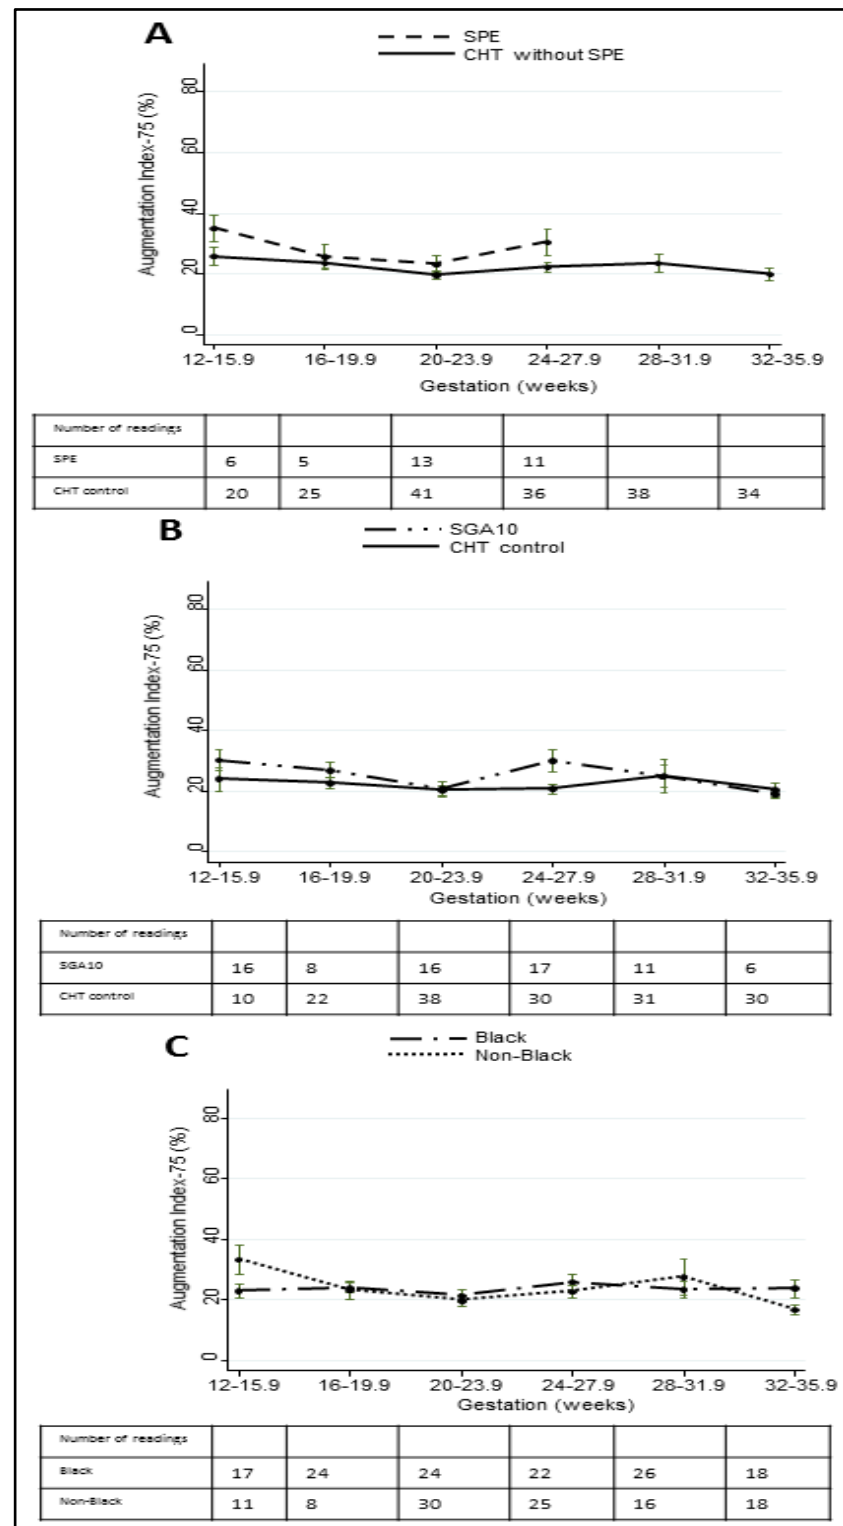 A
SPE
CHT without SPE
Augmentation Index-75 (%)
80
60
40
20
0
12-15.9 16-19.9 20-23.9 24-27.9 28-31.9 32-35.9
Gestation (weeks)
Number of readings
SPE 6 5 13 11
CHT control 20 25 41 36 38 34
B
SGA10
CHT control
Augmentation Index-75 (%)
80
60
40
20
0
12-15.9 16-19.9 20-23.9 24-27.9 28-31.9 32-35.9
Gestation (weeks)
Number of readings
SGA10 16 8 16 17 11 6
CHT control 10 22 38 30 31 30
C
Black
Non-Black
Augmentation Index-75 (%)
80
60
40
20
0
12-15.9 16-19.9 20-23.9 24-27.9 28-31.9 32-35.9
Gestation (weeks)
Number of readings
Black 17 24 24 22 26 18
Non-Black 11 8 30 25 16 18